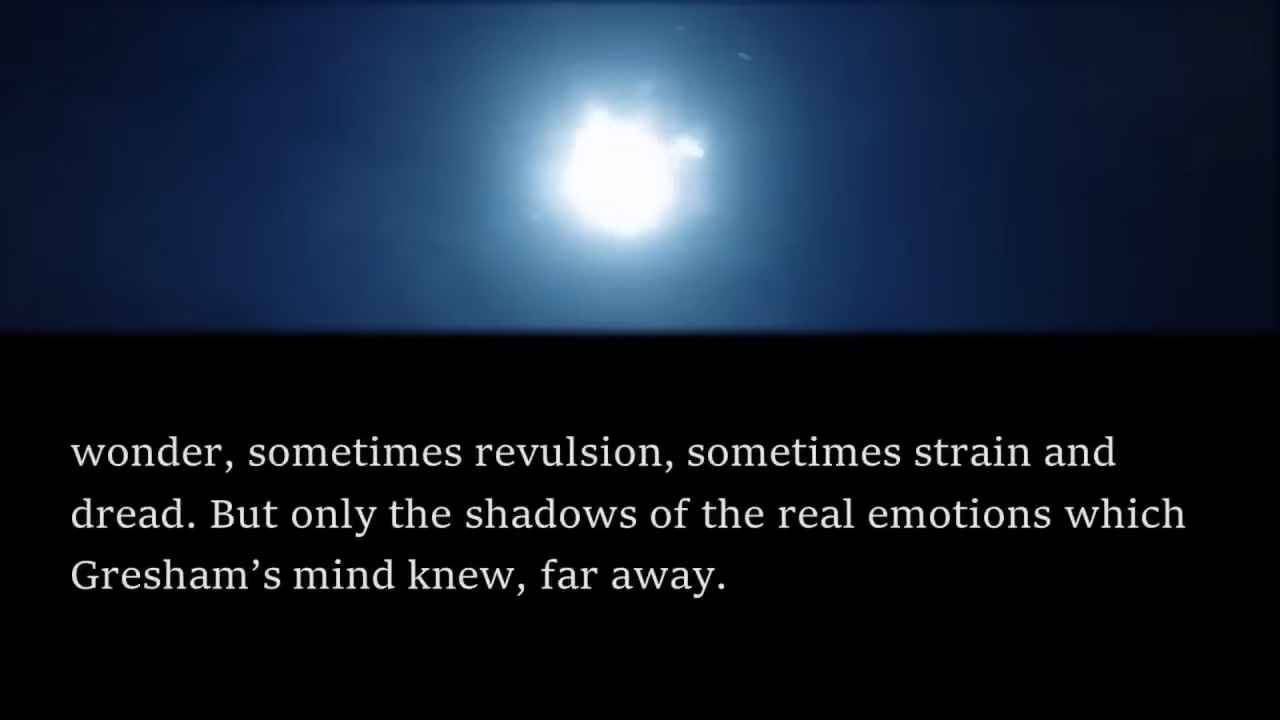 wonder, sometimes revulsion, sometimes strain and
dread. But only the shadows of the real emotions which
Gresham’s mind knew, far away.